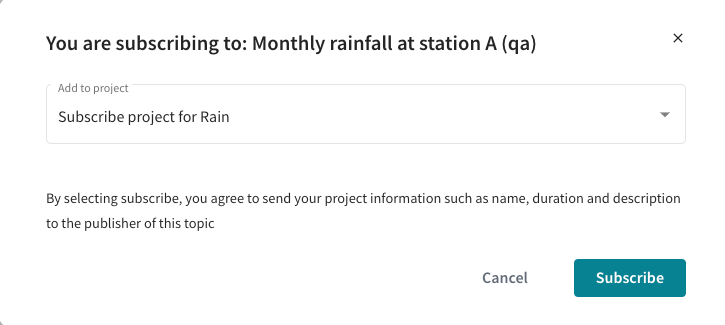 You are subscribing to: Monthly rainfall at station A (qa)
Add to project
Subscribe project for Rain
By selecting subscribe, you agree to send your project information such as name, duration and description
to the publisher of this topic
Cancel
Subscribe